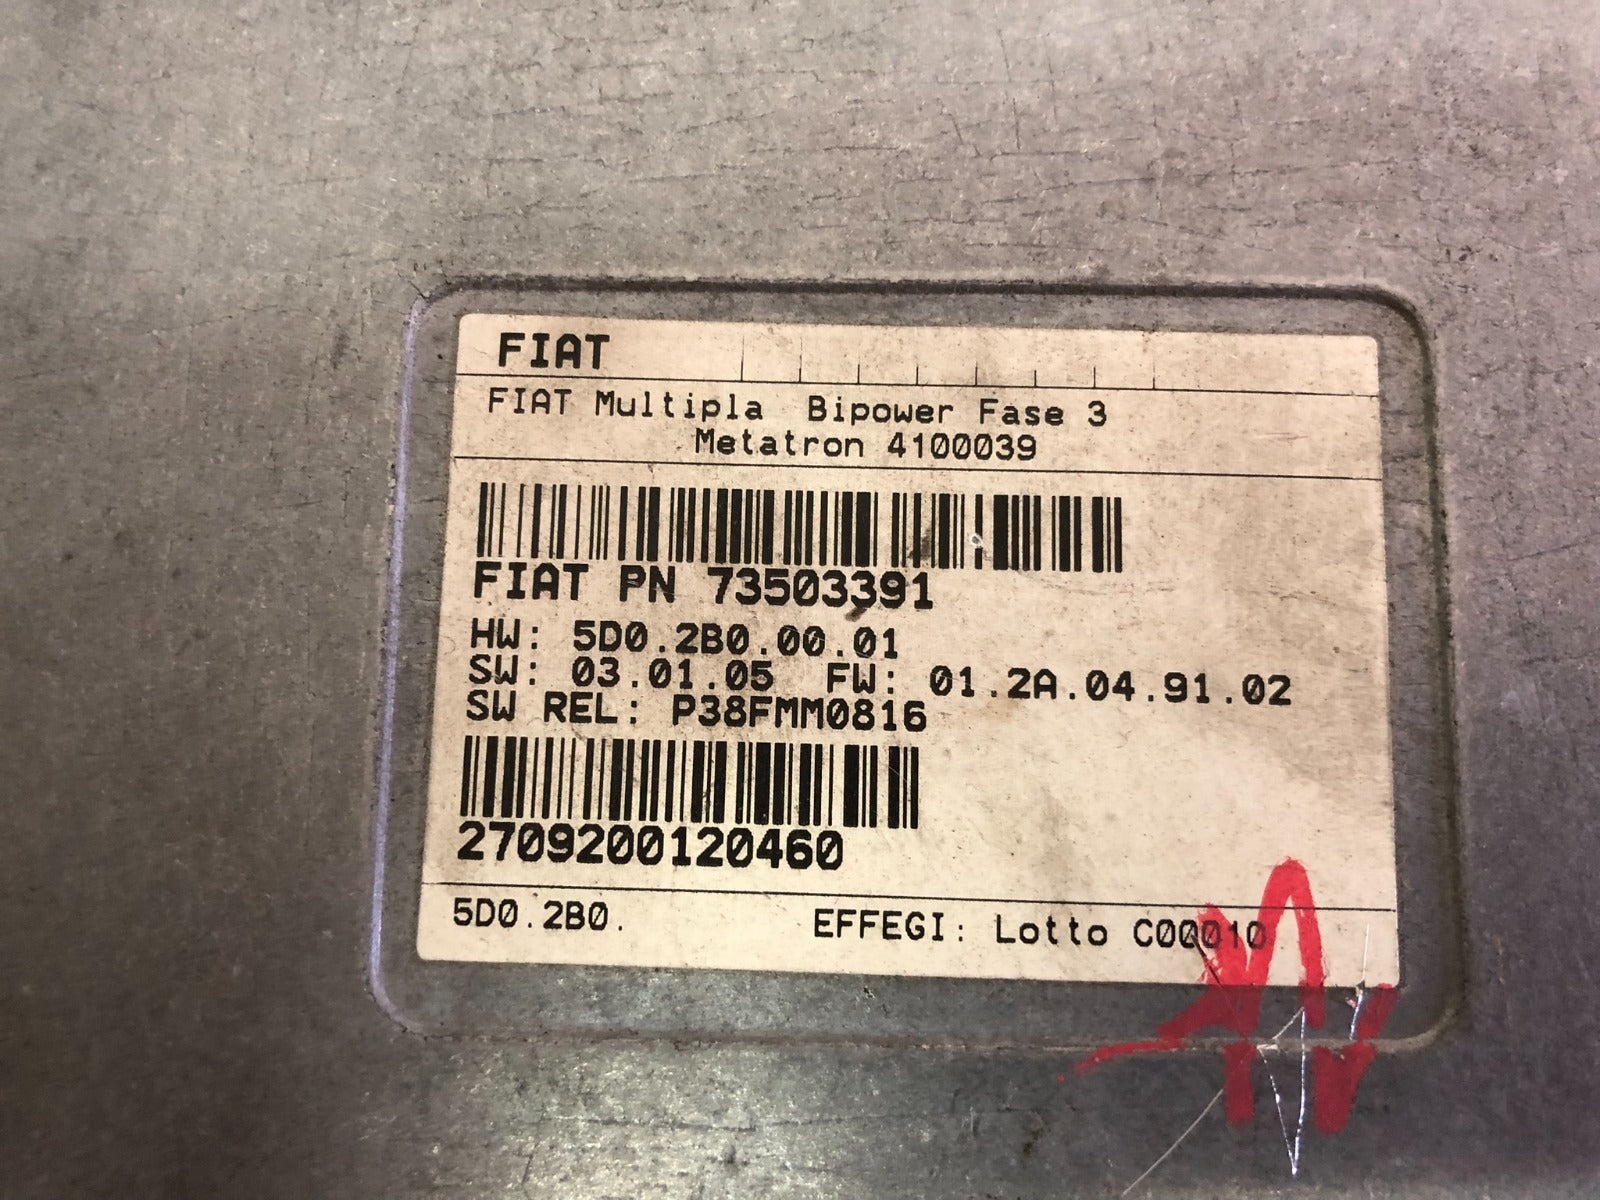 FIAT
FIAT Multipla Bipower Fase 3
Metatron 4100039
FIAT PN 73503391
HW: 5D0.2B0.00.01
SW: 03.01.05 FW: 01.2A.04.91.02
SW REL: P38FMM0816
2709200120460
5D0.2B0. EFFEGI: Lotto C00010